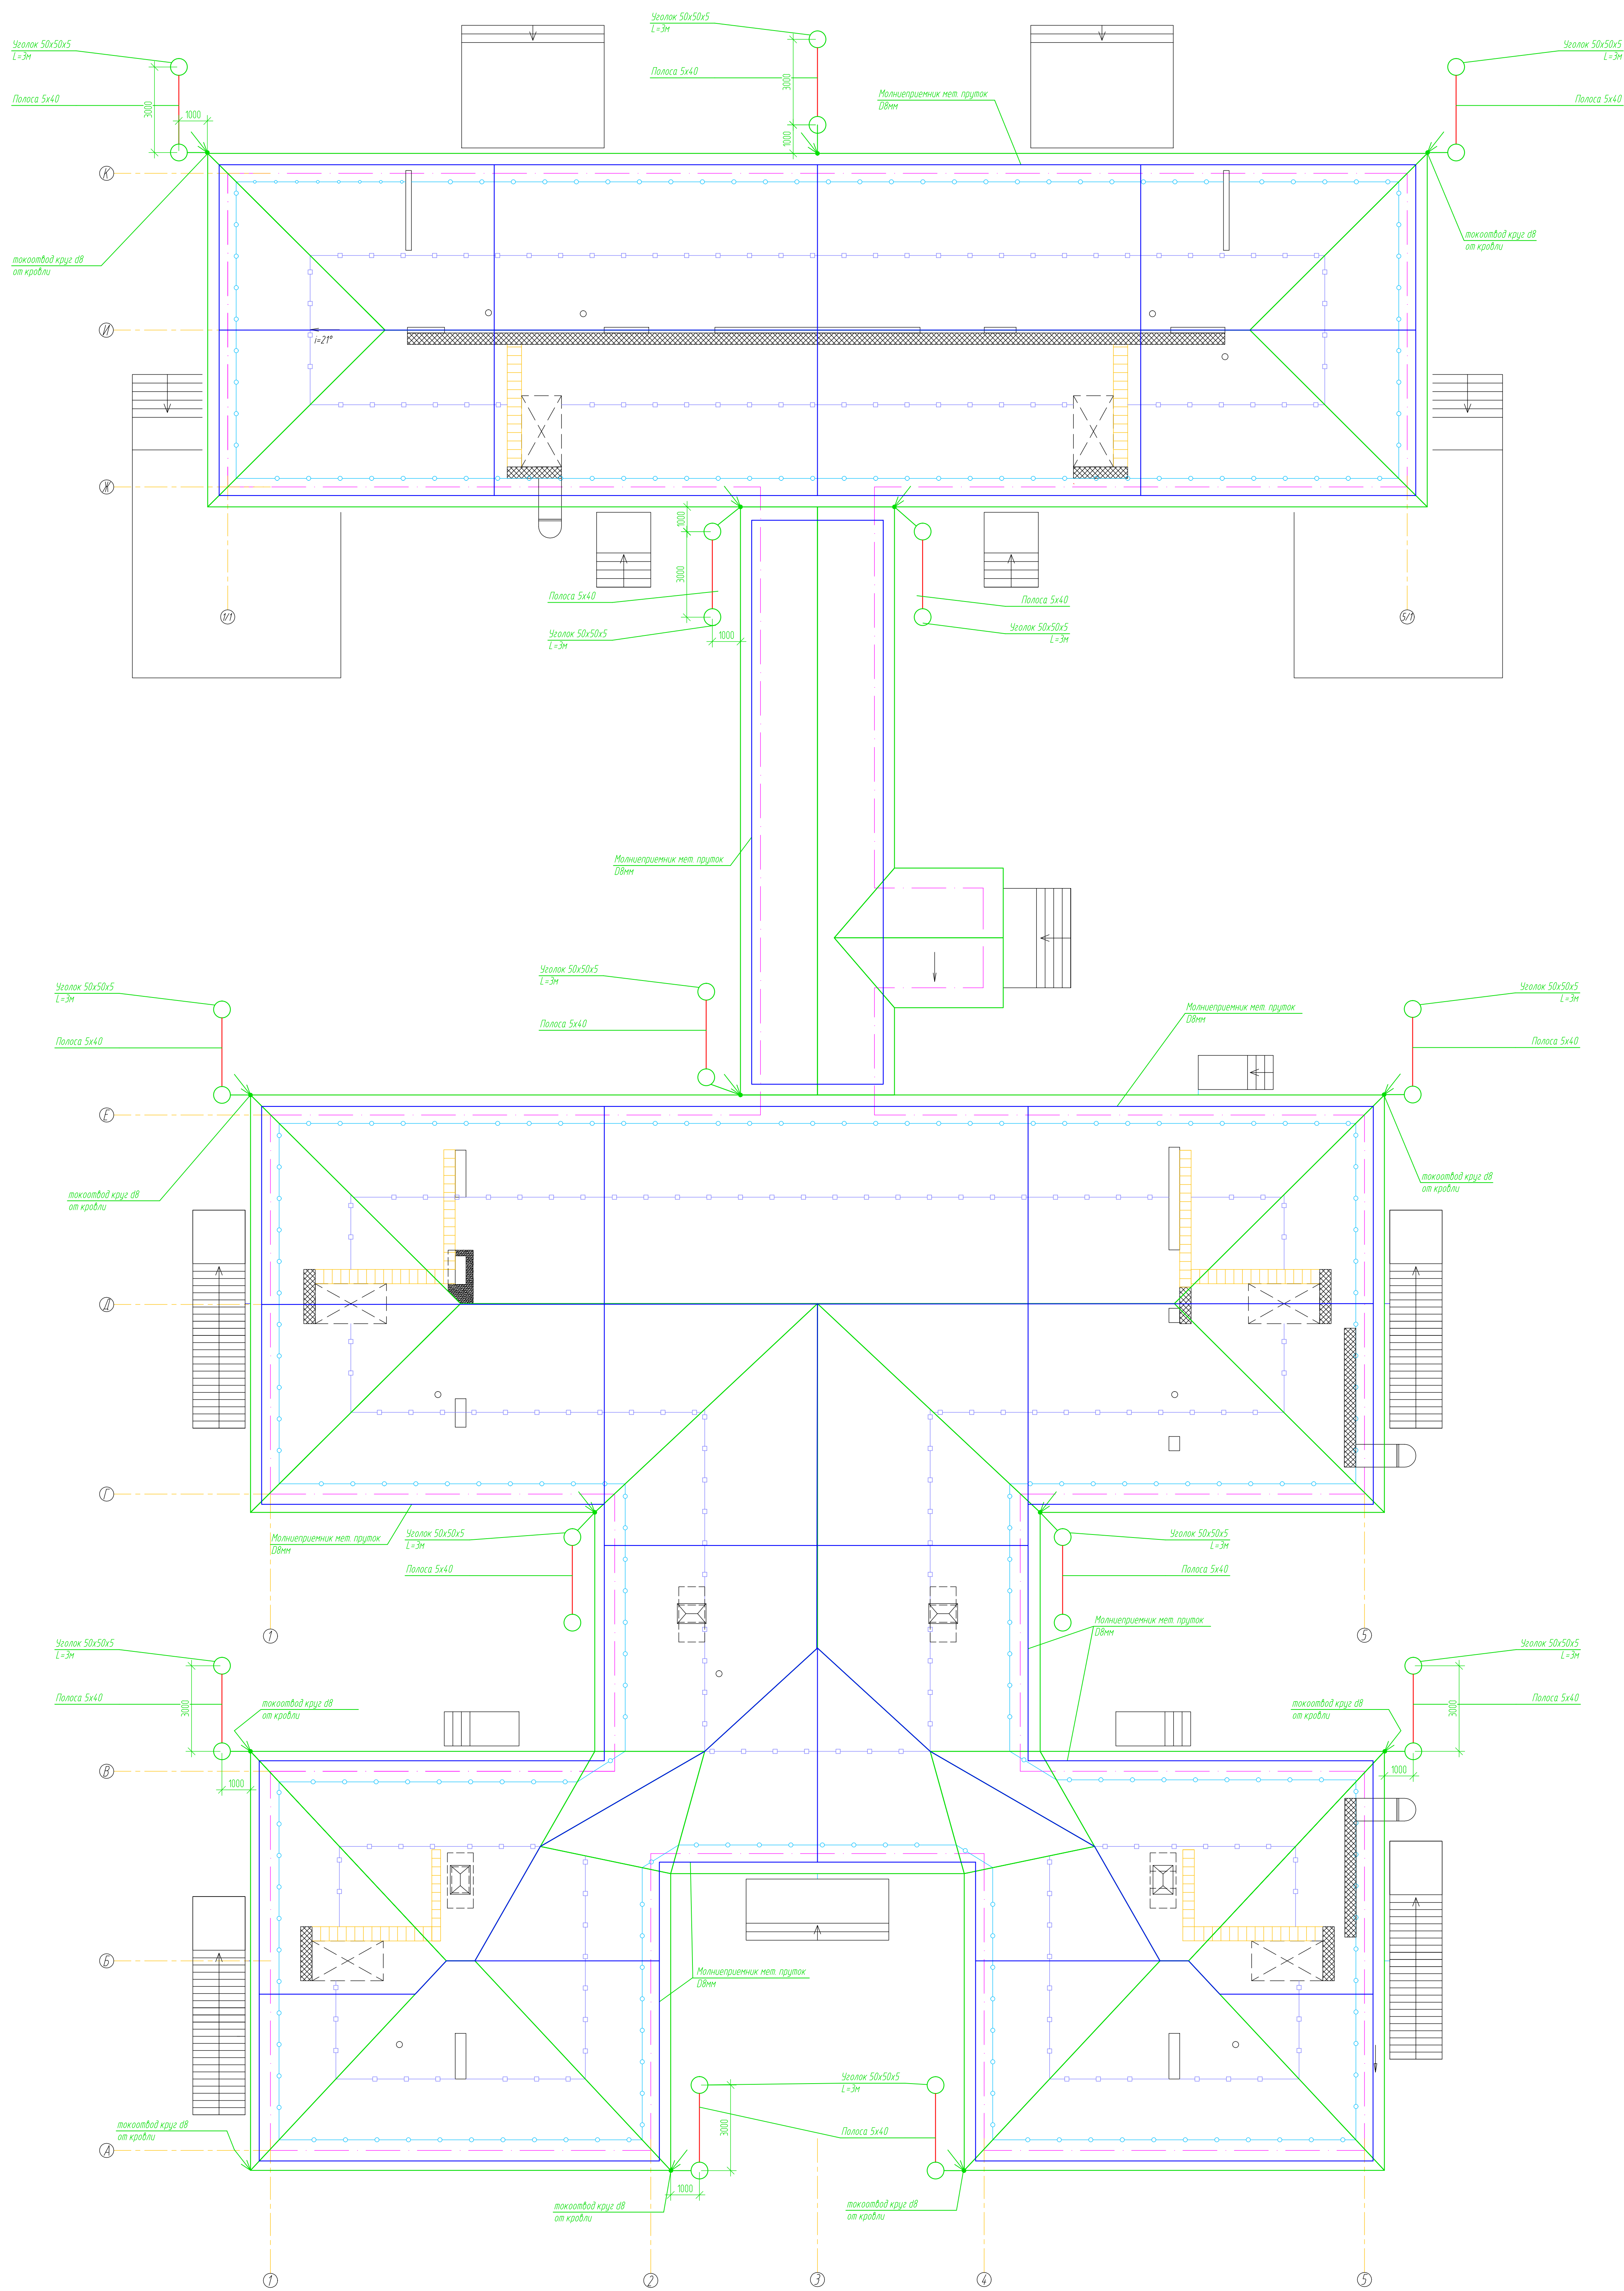 Уголок 50х50х5
L=3м
Уголок 50х50х5
L=3м
Уголок 50х50х5
L=3м
Полоса 5х40
3000
Полоса 5х40
3000
Молниеприемник мет. пруток
D8мм
Полоса 5х40
1000
1000
К
токоотвод круг d8
от кровли
токоотвод круг d8
от кровли
И
i=21°
Ж
1000
3000
Полоса 5х40
Полоса 5х40
1/1
5/1
Уголок 50х50х5
L=3м
1000
Уголок 50х50х5
L=3м
Молниеприемник мет. пруток
D8мм
Уголок 50х50х5
L=3м
Уголок 50х50х5
L=3м
Уголок 50х50х5
L=3м
Молниеприемник мет. пруток
D8мм
Полоса 5х40
Полоса 5х40
Полоса 5х40
Е
токоотвод круг d8
от кровли
токоотвод круг d8
от кровли
Д
Г
Молниеприемник мет. пруток
D8мм
Уголок 50х50х5
L=3м
Уголок 50х50х5
L=3м
Полоса 5х40
Полоса 5х40
1
5
Молниеприемник мет. пруток
D8мм
Уголок 50х50х5
L=3м
Уголок 50х50х5
L=3м
Полоса 5х40
3000
токоотвод круг d8
от кровли
токоотвод круг d8
от кровли
3000
Полоса 5х40
В
1000
1000
Б
Молниеприемник мет. пруток
D8мм
Уголок 50х50х5
L=3м
токоотвод круг d8
от кровли
3000
Полоса 5х40
А
1000
токоотвод круг d8
от кровли
токоотвод круг d8
от кровли
1
2
3
4
5